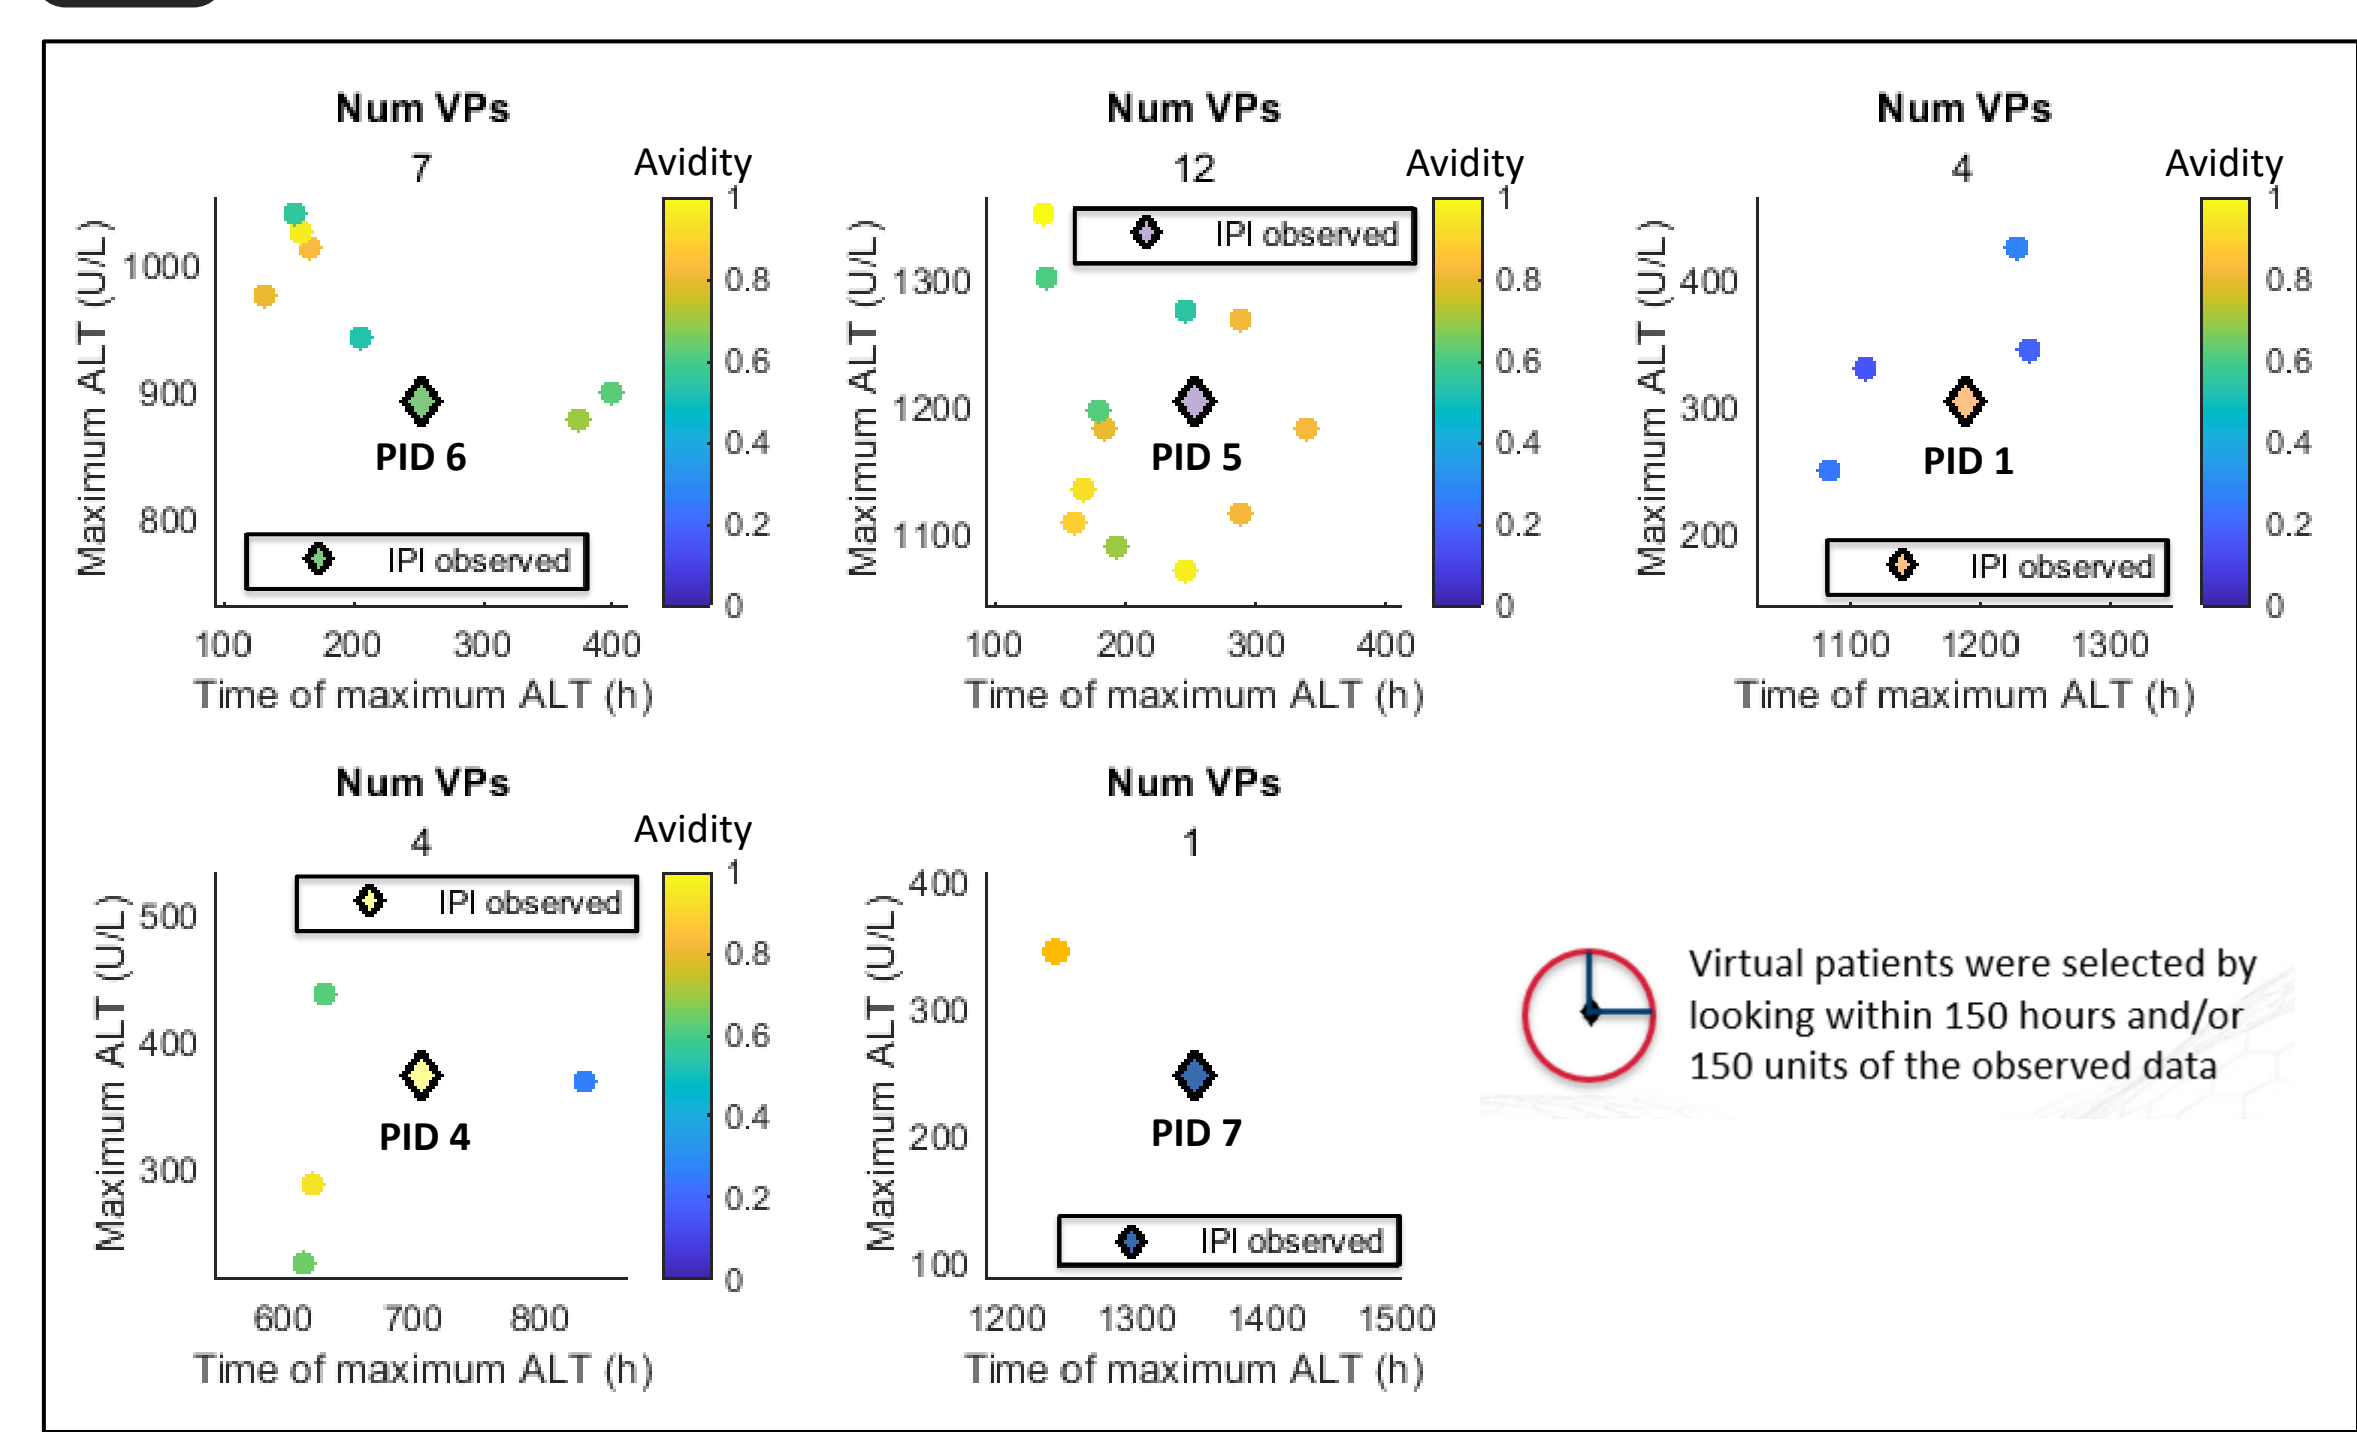 Num VPs
7
Avidity
Maximum ALT (U/L)
1000
900
800
PID 6
IPI observed
1
0.8
0.6
0.4
0.2
0
100 200 300 400
Time of maximum ALT (h)
Num VPs
12
Avidity
Maximum ALT (U/L)
IPI observed
1300
1200
1100
PID 5
1
0.8
0.6
0.4
0.2
0
100 200 300 400
Time of maximum ALT (h)
Num VPs
4
Avidity
Maximum ALT (U/L)
400
300
200
PID 1
IPI observed
1
0.8
0.6
0.4
0.2
0
1100 1200 1300
Time of maximum ALT (h)
Num VPs
4
Avidity
Maximum ALT (U/L)
IPI observed
500
400
300
PID 4
1
0.8
0.6
0.4
0.2
0
600 700 800
Time of maximum ALT (h)
Num VPs
1
Maximum ALT (U/L)
400
300
200
100
PID 7
IPI observed
1200 1300 1400 1500
Time of maximum ALT (h)
Virtual patients were selected by
looking within 150 hours and/or
150 units of the observed data